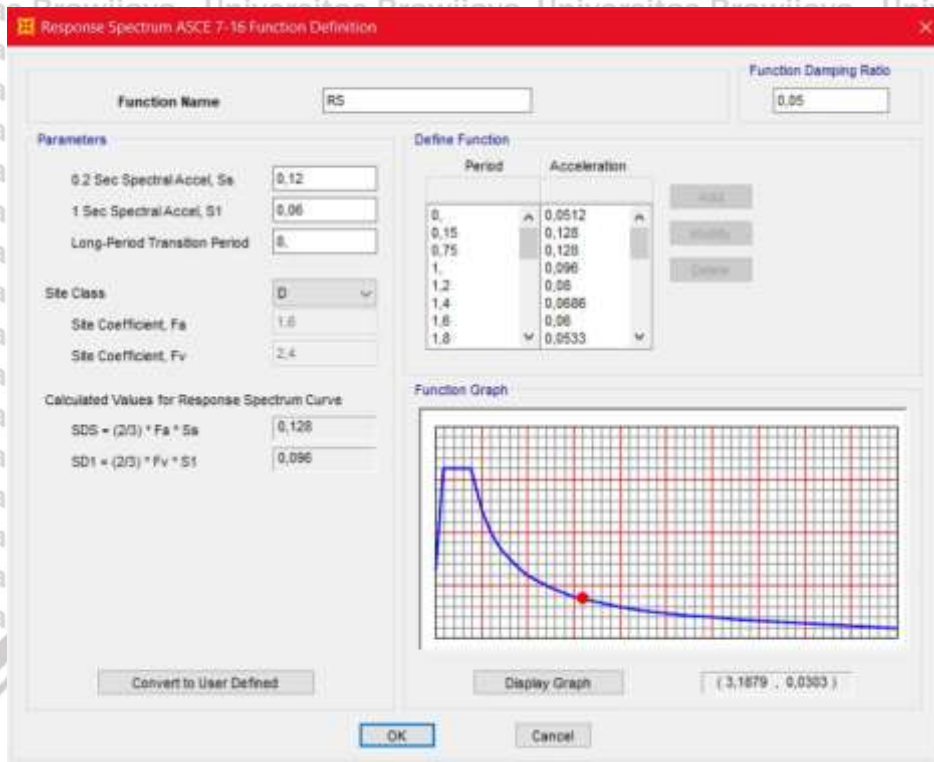 Universitas Brawijaya
Response Spectrum ASCE 7-16 Function Definition
Function Damping Ratio
Function Name RS 0,05
Parameters
0.2 Sec Spectral Accel, Ss 0,12
1 Sec Spectral Accel, S1 0,06
Long-Period Transition Period 8,
Site Class D
Site Coefficient, Fa 1,6
Site Coefficient, Fv 2,4
Calculated Values for Response Spectrum Curve
SDS = (2/3) * Fa * Ss 0,128
SD1 = (2/3) * Fv * S1 0,096
Convert to User Defined
Define Function
Period Acceleration
0, 0,0512
0,15 0,128
0,75 0,128
1, 0,096
1,2 0,08
1,4 0,0686
1,6 0,06
1,8 0,0533
Add
Modify
Delete
Function Graph
Display Graph (3,1879 , 0,0303 )
OK Cancel